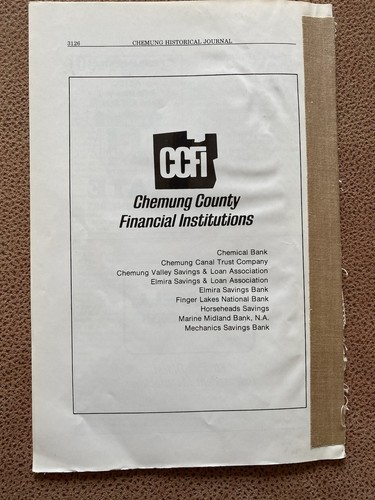 3126
CHEMUNG HISTORICAL JOURNAL
CCFi
Chemung County
Financial Institutions
Chemical Bank
Chemung Canal Trust Company
Chemung Valley Savings & Loan Association
Elmira Savings & Loan Association
Elmira Savings Bank
Finger Lakes National Bank
Horseheads Savings
Marine Midland Bank, N.A.
Mechanics Savings Bank